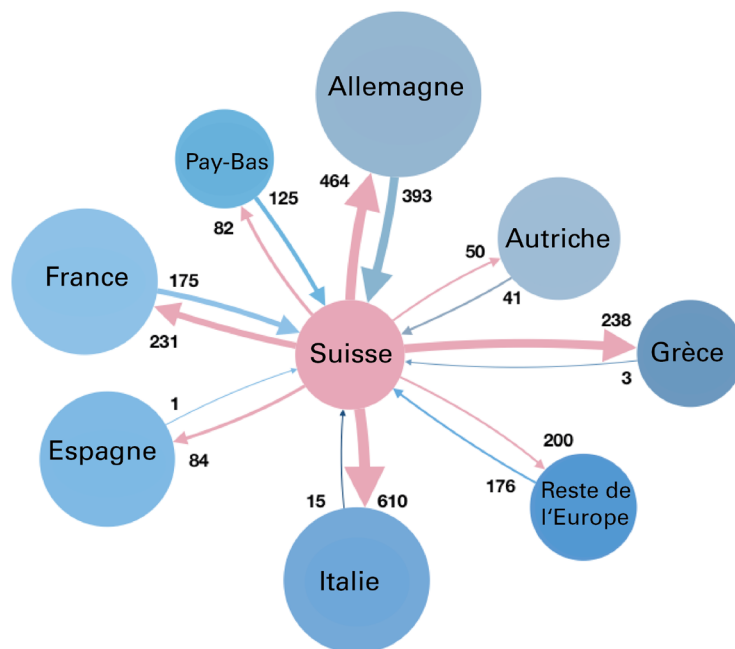 Allemagne
Pay-Bas
464
393
125
82
Autriche
50
41
France
175
231
238
Grèce
3
Suisse
1
Espagne
84
200
176
Reste de
l'Europe
15
610
Italie